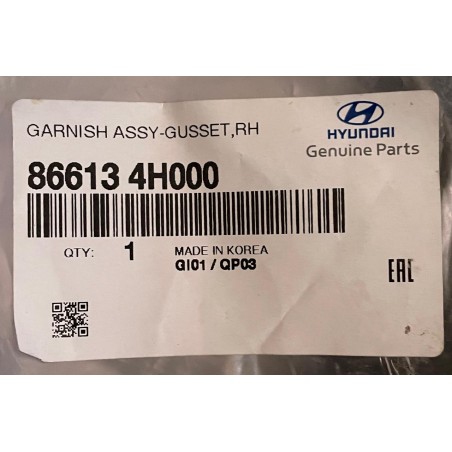 GARNISH ASSY-GUSSET,RH
HYUNDAI
Genuine Parts
86613 4H000
QTY: 1 MADE IN KOREA
GI01 / QP03
EAC